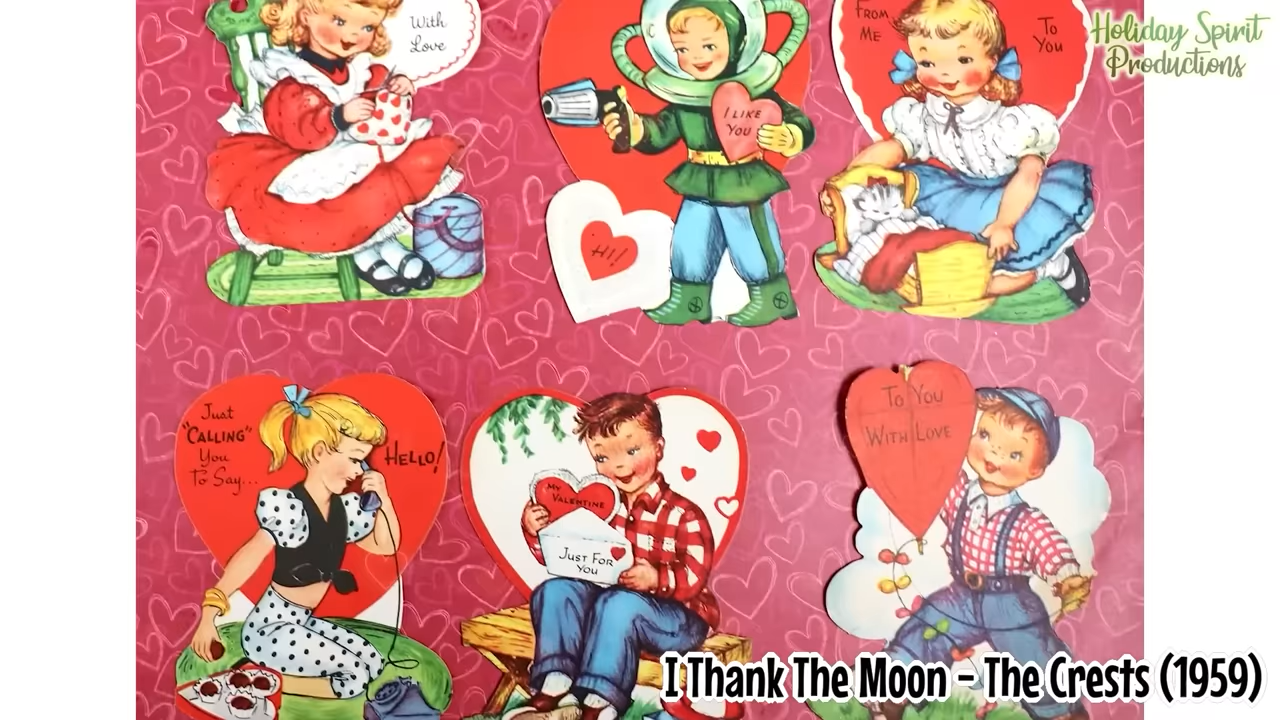 With
Love
I LIKE
YOU
Hi!
FROM
ME
To
You
Holiday Spirit
Productions
Just
"CALLING"
You
To Say...
HELLO!
MY
VALENTINE
JUST FOR
YOU
To You
WITH LOVE
I Thank The Moon - The Crests (1959)